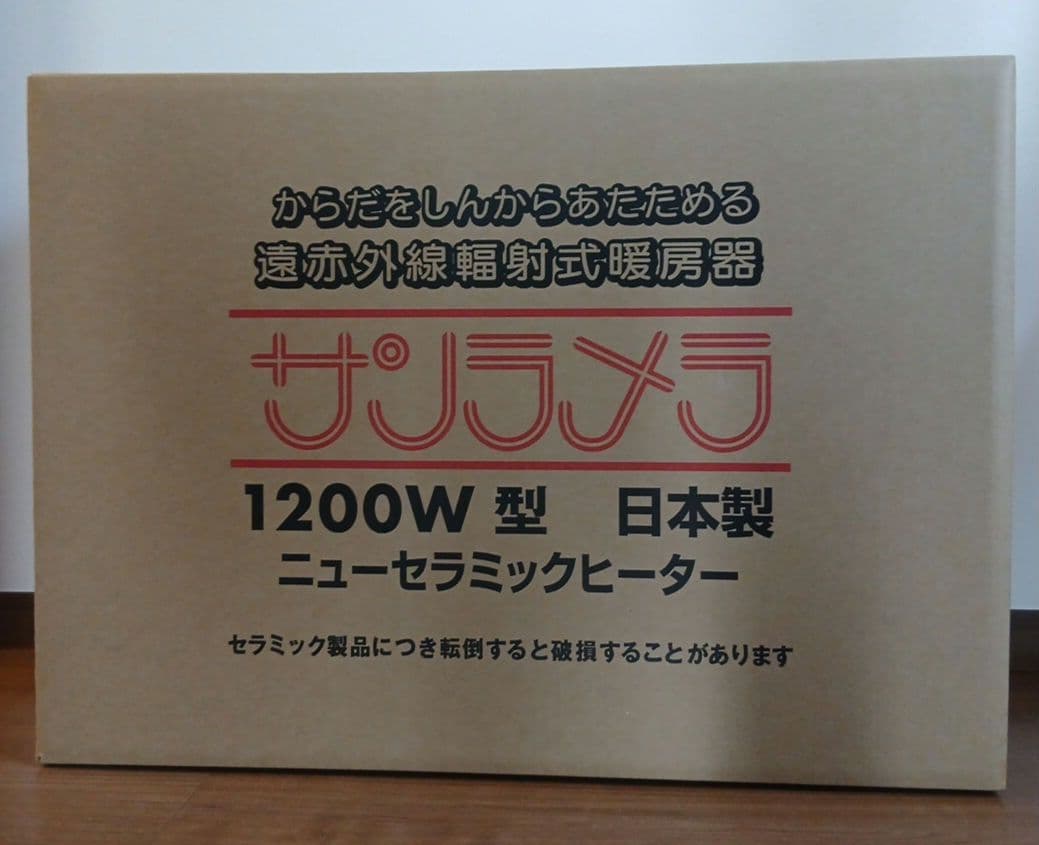 からだをしんからあたためる
遠赤外線輻射式暖房器
サンラメラ
1200W 型 日本製
ニューセラミックヒーター
セラミック製品につき転倒すると破損することがあります